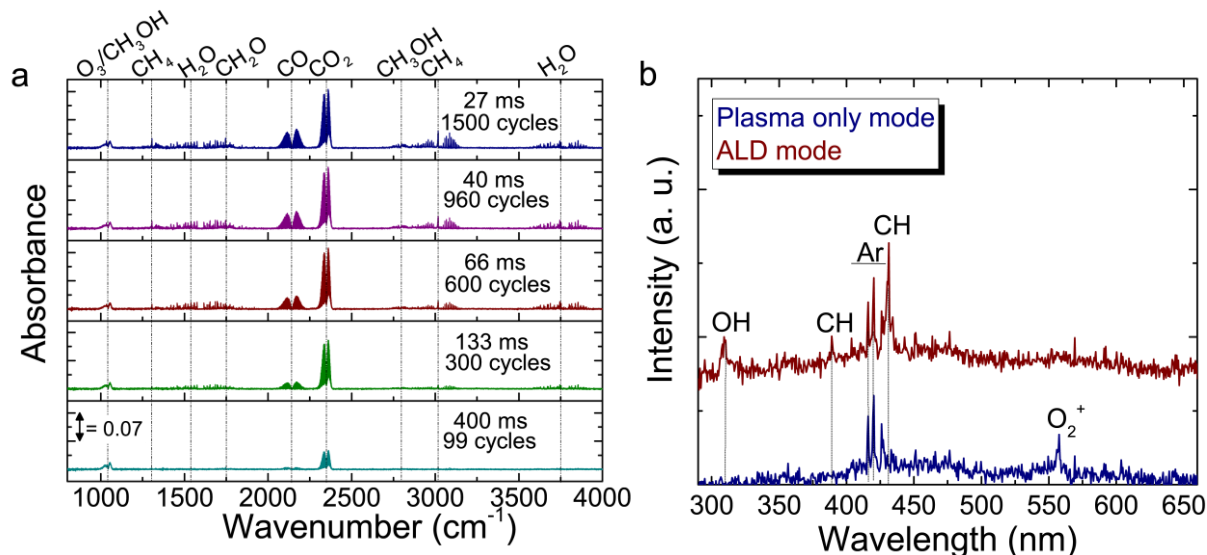 a
O₃/CH₃OH
CH₄
H₂O
CH₂O
CO
CO₂
CH₃OH
CH₄
H₂O
27 ms
1500 cycles
40 ms
960 cycles
66 ms
600 cycles
133 ms
300 cycles
400 ms
99 cycles
= 0.07
Absorbance
1000 1500 2000 2500 3000 3500 4000
Wavenumber (cm⁻¹)
b
Plasma only mode
ALD mode
OH
CH
Ar
CH
O₂⁺
Intensity (a. u.)
300 350 400 450 500 550 600 650
Wavelength (nm)